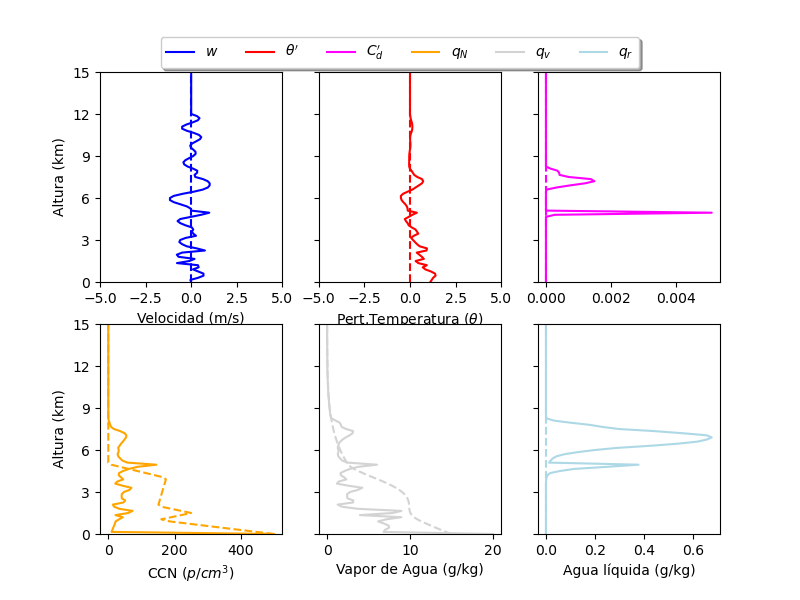 w θ′ C′d qN qv qr
15
12
9
6
3
0
Altura (km)
−5.0 −2.5 0.0 2.5 5.0
Velocidad (m/s)
−5.0 −2.5 0.0 2.5 5.0
Pert.Temperatura (θ)
0.000 0.002 0.004
15
12
9
6
3
0
Altura (km)
0 200 400
CCN (p/cm³)
0 10 20
Vapor de Agua (g/kg)
0.0 0.2 0.4 0.6
Agua líquida (g/kg)